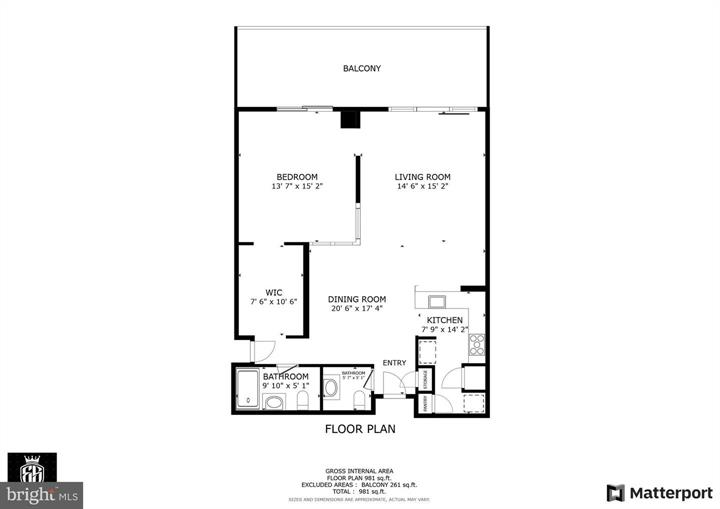 BALCONY
BEDROOM
13' 7" x 15' 2"
LIVING ROOM
14' 6" x 15' 2"
WIC
7' 6" x 10' 6"
DINING ROOM
20' 6" x 17' 4"
KITCHEN
7' 9" x 14' 2"
ENTRY
BATHROOM
9' 10" x 5' 1"
BATHROOM
5' 7" x 5' 1"
STORAGE
PANTRY
FLOOR PLAN
GROSS INTERNAL AREA
FLOOR PLAN 981 sq.ft.
EXCLUDED AREAS : BALCONY 261 sq.ft.
TOTAL : 981 sq.ft.
SIZES AND DIMENSIONS ARE APPROXIMATE, ACTUAL MAY VARY.
bright MLS
Matterport